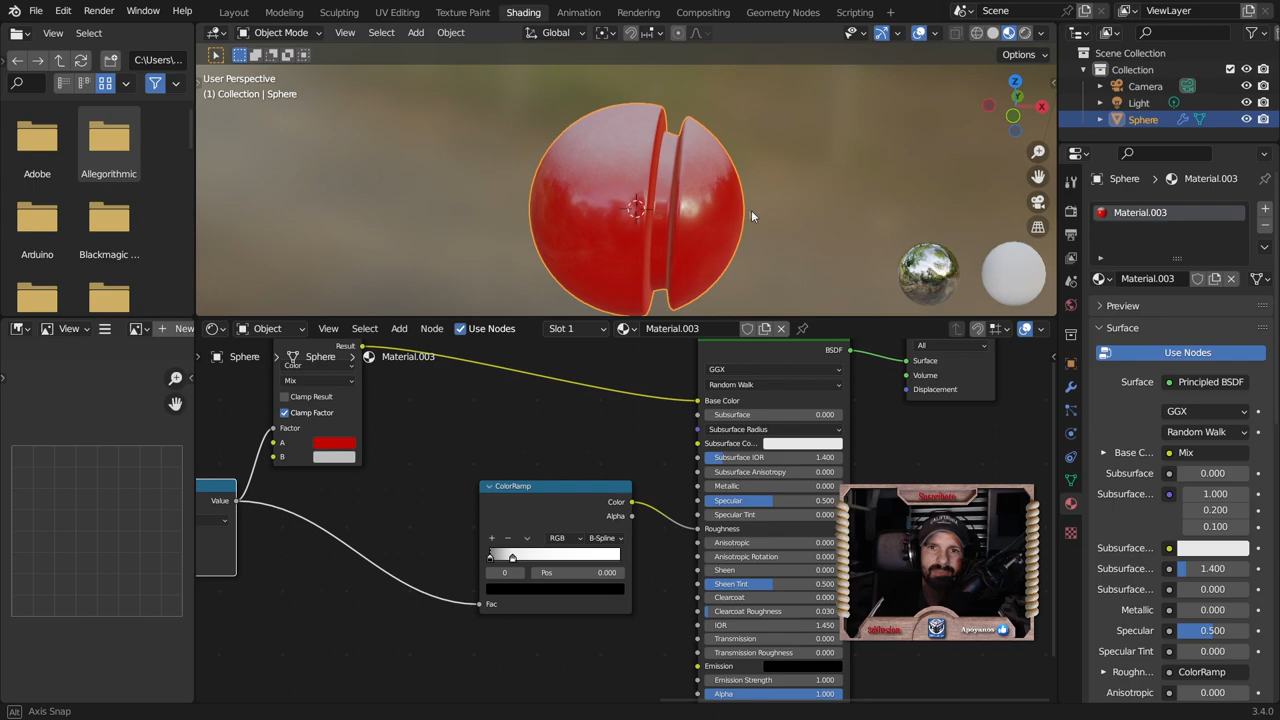 File Edit Render Window Help
Layout Modeling Sculpting UV Editing Texture Paint Shading Animation Rendering Compositing Geometry Nodes Scripting
Scene
ViewLayer
View Select
C:\Users\...
Adobe
Allegorithmic
Arduino
Blackmagic ...
Object Mode View Select Add Object
Global
Options
User Perspective
(1) Collection | Sphere
Z
Y
X
Scene Collection
Collection
Camera
Light
Sphere
Sphere > Material.003
Material.003
Material.003
Preview
Surface
Use Nodes
Surface Principled BSDF
GGX
Random Walk
Base C... Mix
Subsurface 0.000
Subsurface... 1.000
0.200
0.100
Subsurface...
Subsurface... 1.400
Subsurface... 0.000
Metallic 0.000
Specular 0.500
Specular Tint 0.000
Roughn... ColorRamp
Anisotropic 0.000
View
New
Object View Select Add Node Use Nodes
Slot 1
Material.003
Sphere > Sphere > Material.003
Result
Color
Mix
Clamp Result
Clamp Factor
Factor
A
B
Value
ColorRamp
Color
Alpha
RGB B-Spline
0 Pos 0.000
Fac
BSDF
GGX
Random Walk
Base Color
Subsurface 0.000
Subsurface Radius
Subsurface Co...
Subsurface IOR 1.400
Subsurface Anisotropy 0.000
Metallic 0.000
Specular 0.500
Specular Tint 0.000
Roughness
Anisotropic 0.000
Anisotropic Rotation 0.000
Sheen 0.000
Sheen Tint 0.500
Clearcoat 0.000
Clearcoat Roughness 0.030
IOR 1.450
Transmission 0.000
Transmission Roughness 0.000
Emission
Emission Strength 1.000
Alpha 1.000
All
Surface
Volume
Displacement
Apoyanos
Alt Axis Snap
3.4.0